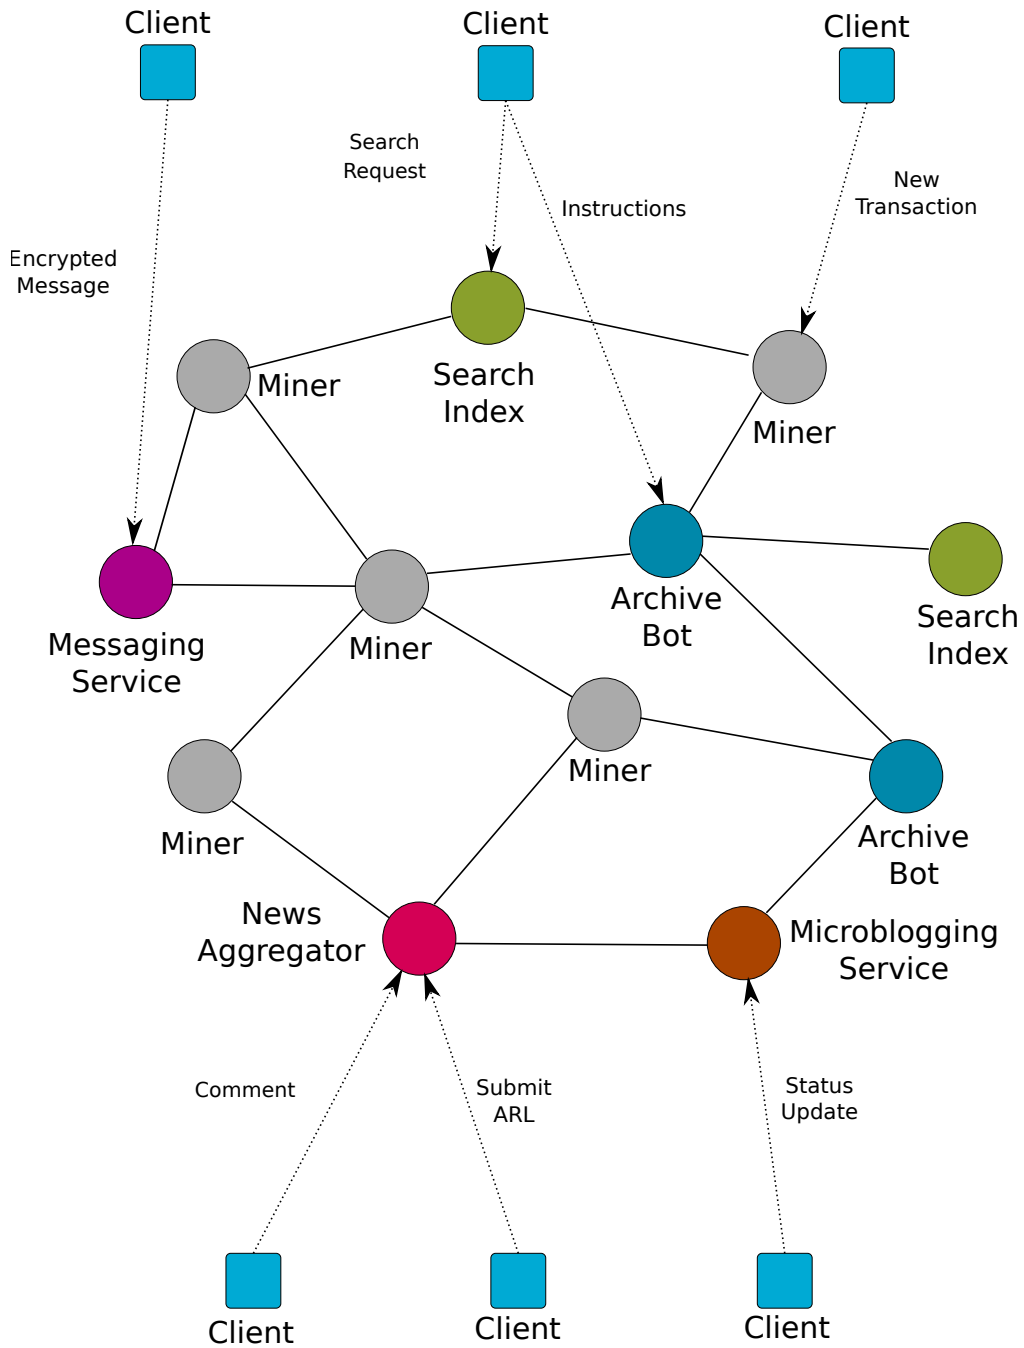 Client
Client
Client
Search
Request
New
Transaction
Instructions
Encrypted
Message
Miner
Search
Index
Miner
Archive
Bot
Search
Index
Messaging
Service
Miner
Miner
Miner
Archive
Bot
News
Aggregator
Microblogging
Service
Comment
Submit
ARL
Status
Update
Client
Client
Client